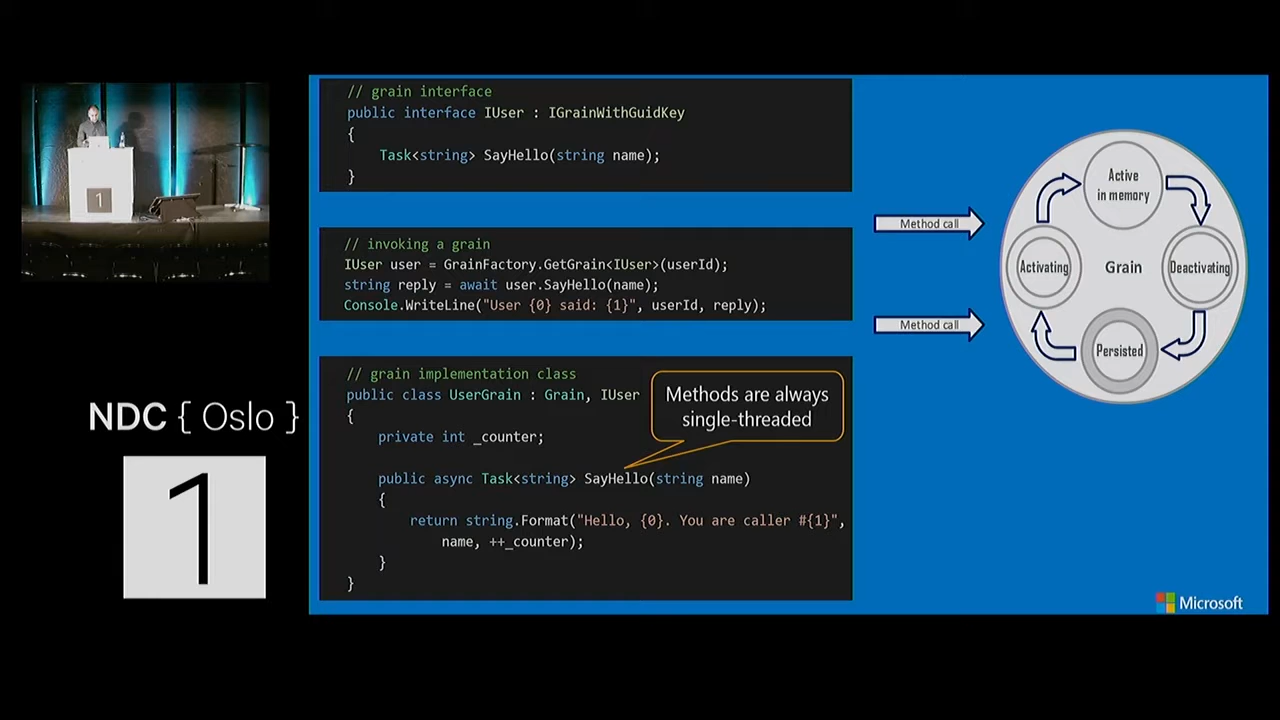 // grain interface
public interface IUser : IGrainWithGuidKey
{
Task<string> SayHello(string name);
}
// invoking a grain
IUser user = GrainFactory.GetGrain<IUser>(userId);
string reply = await user.SayHello(name);
Console.WriteLine("User {0} said: {1}", userId, reply);
// grain implementation class
public class UserGrain : Grain, IUser
{
private int _counter;
public async Task<string> SayHello(string name)
{
return string.Format("Hello, {0}. You are caller #{1}",
name, ++_counter);
}
}
Methods are always
single-threaded
Method call
Method call
Active
in memory
Activating
Grain
Deactivating
Persisted
Microsoft
1
NDC { Oslo }
1